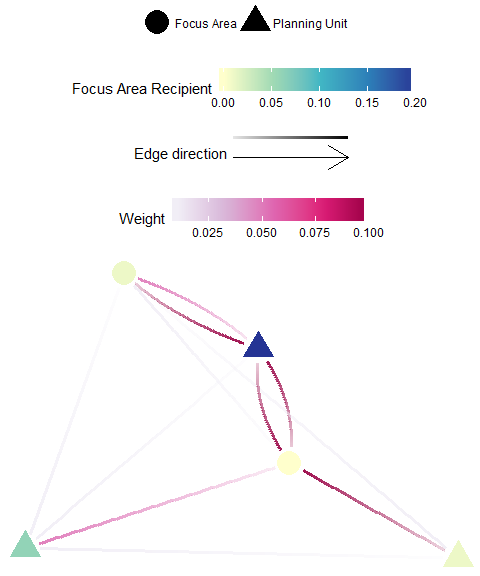 Focus Area Planning Unit
Focus Area Recipient
0.00 0.05 0.10 0.15 0.20
Edge direction
Weight
0.025 0.050 0.075 0.100